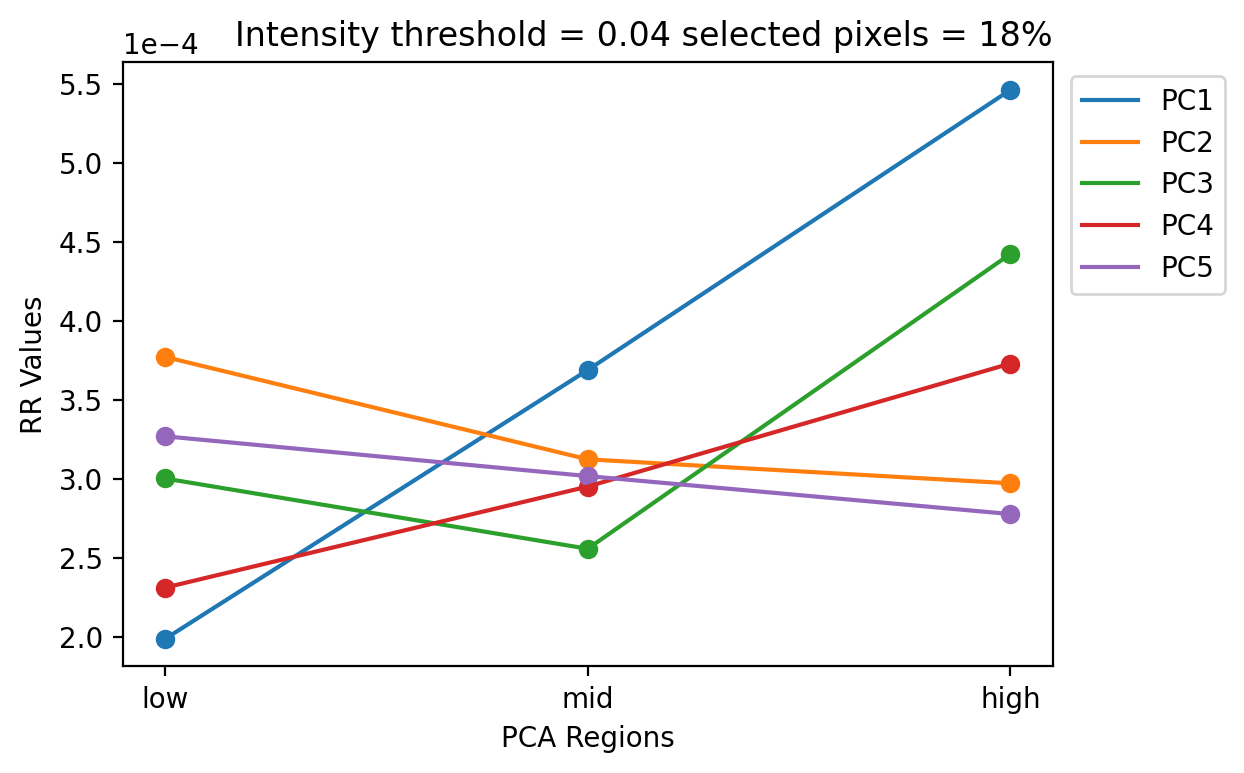 Intensity threshold = 0.04 selected pixels = 18%
1e−4
5.5
5.0
4.5
4.0
3.5
3.0
2.5
2.0
RR Values
low
mid
high
PCA Regions
PC1
PC2
PC3
PC4
PC5